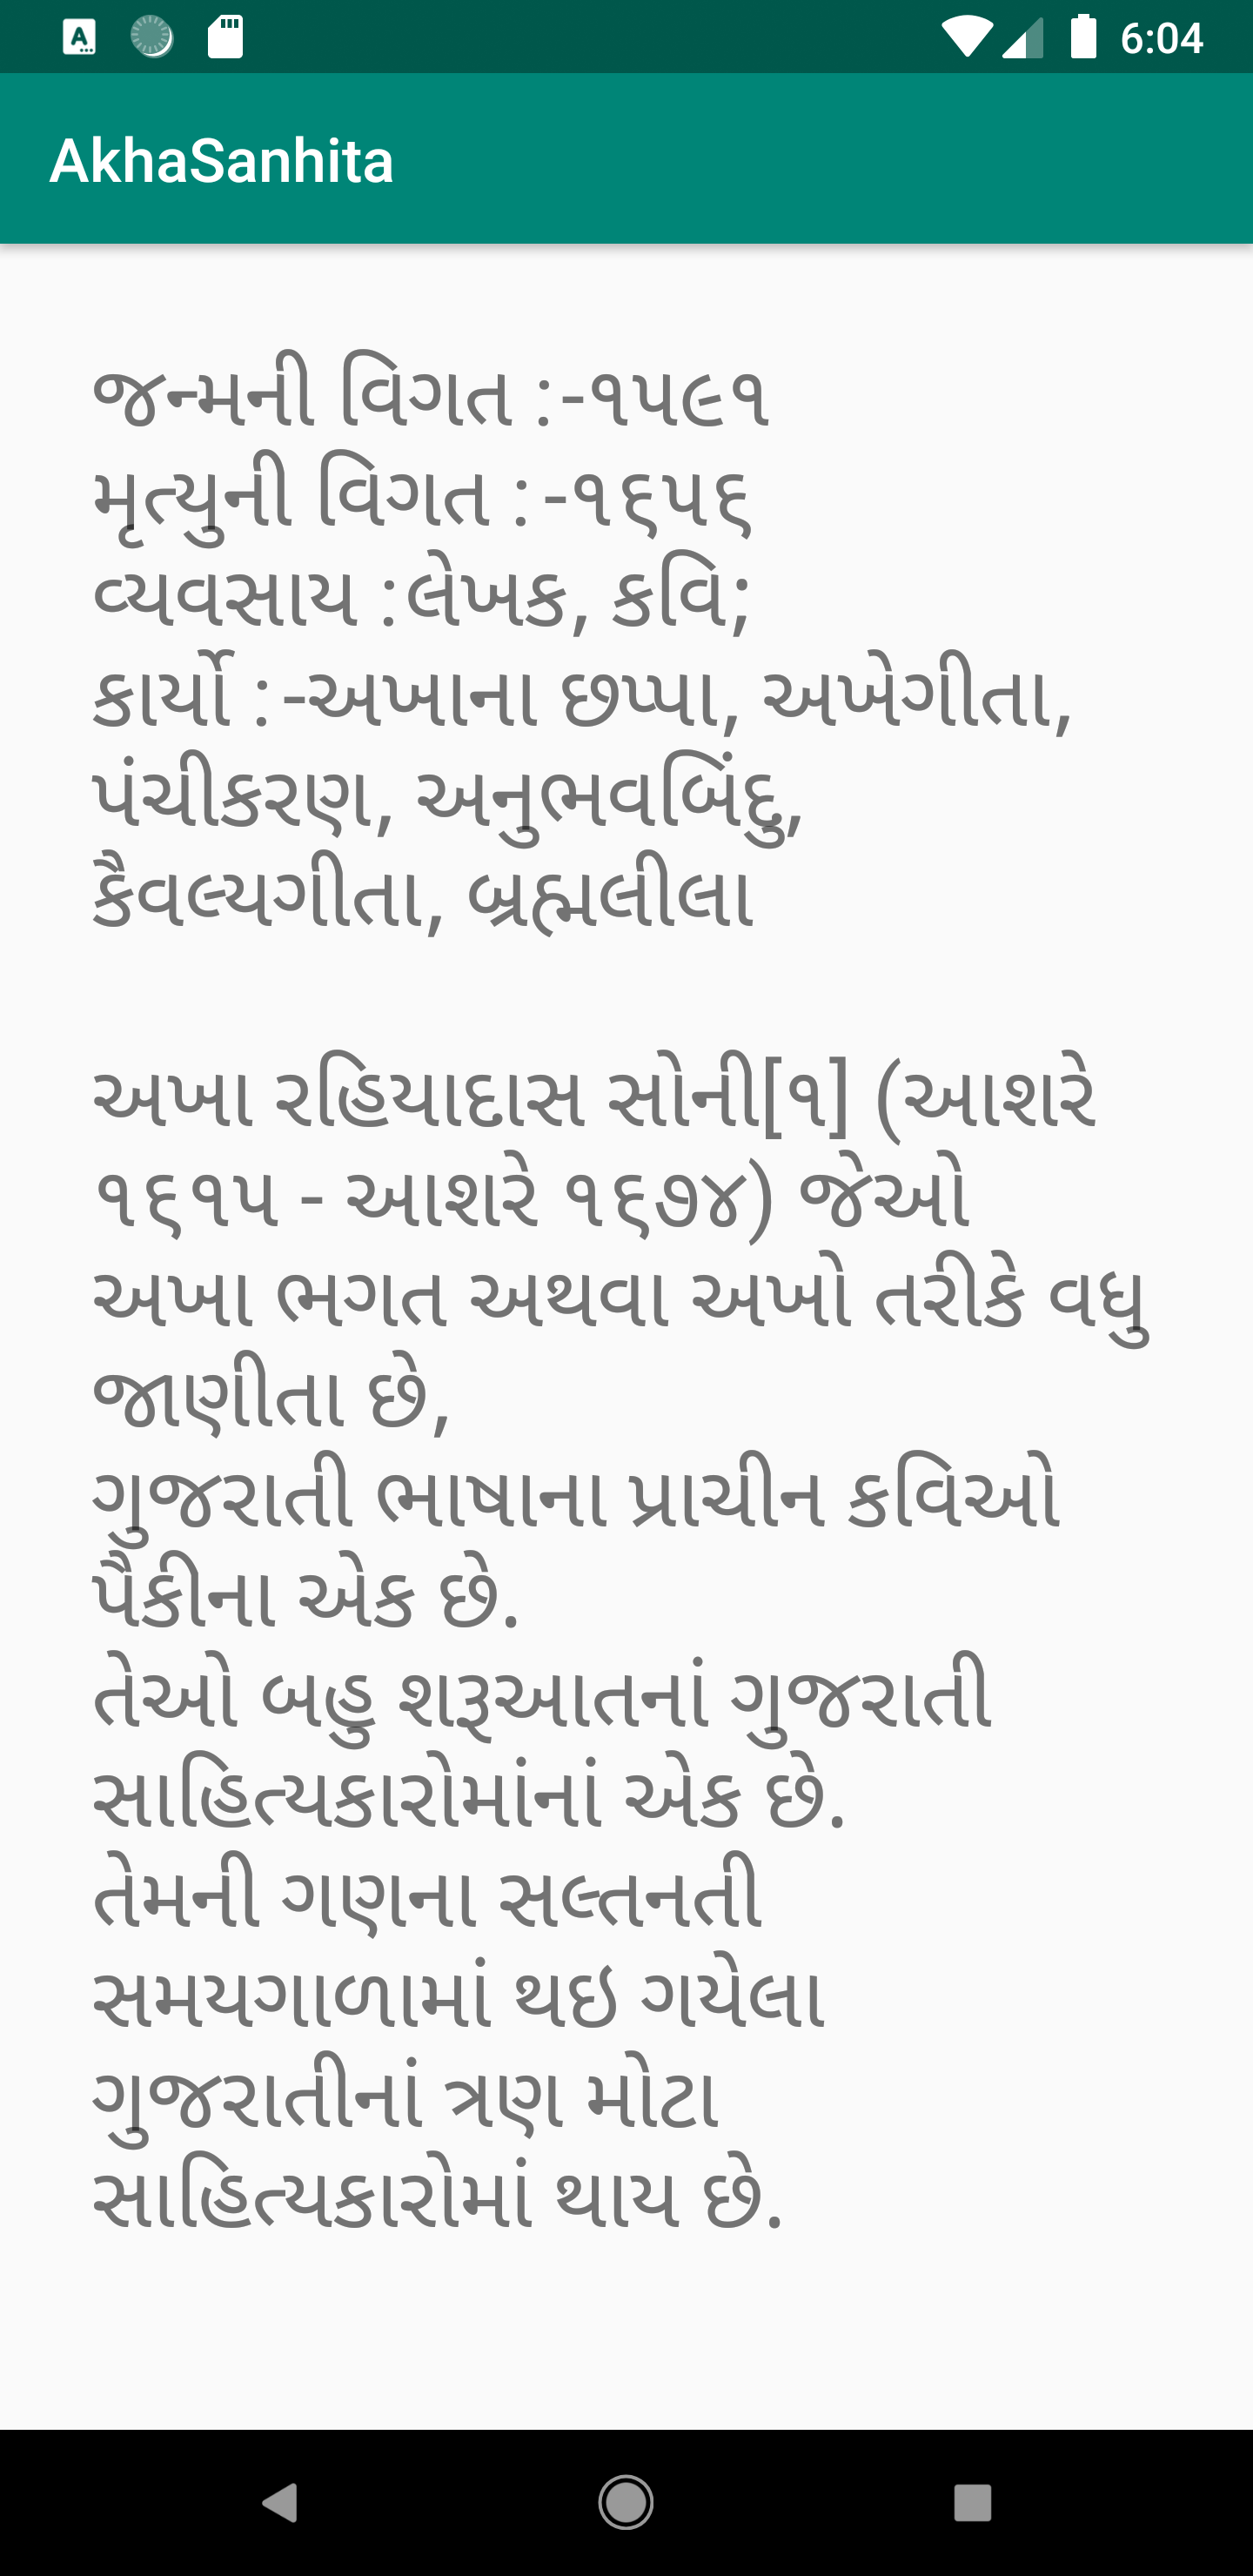 6:04
AkhaSanhita
જન્મની વિગત :-૧૫૯૧
મૃત્યુની વિગત :-૧૬૫૬
વ્યવસાય :લેખક, કવિ;
કાર્યો :-અખાના છપ્પા, અખેગીતા,
પંચીકરણ, અનુભવબિંદુ,
કૈવલ્યગીતા, બ્રહ્મલીલા
અખા રહિયાદાસ સોની[૧] (આશરે
૧૬૧૫ - આશરે ૧૬૭૪) જેઓ
અખા ભગત અથવા અખો તરીકે વધુ
જાણીતા છે,
ગુજરાતી ભાષાના પ્રાચીન કવિઓ
પૈકીના એક છે.
તેઓ બહુ શરૂઆતનાં ગુજરાતી
સાહિત્યકારોમાંનાં એક છે.
તેમની ગણના સલ્તનતી
સમયગાળામાં થઇ ગયેલા
ગુજરાતીનાં ત્રણ મોટા
સાહિત્યકારોમાં થાય છે.